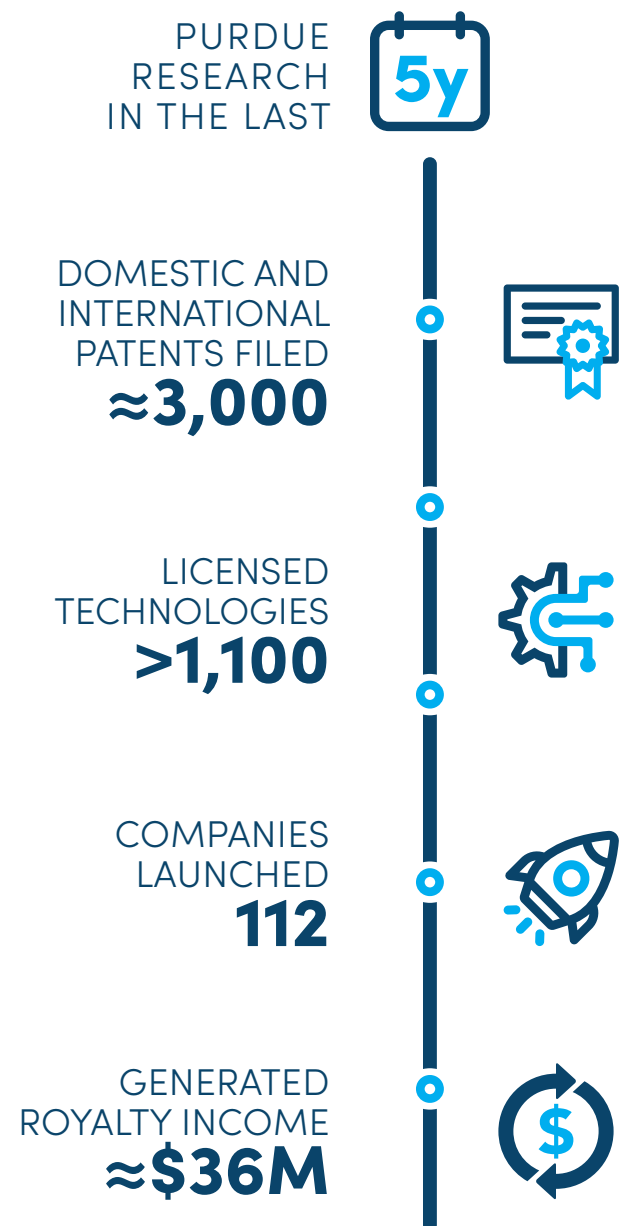 PURDUE
RESEARCH
IN THE LAST
5y
DOMESTIC AND
INTERNATIONAL
PATENTS FILED
≈3,000
LICENSED
TECHNOLOGIES
>1,100
COMPANIES
LAUNCHED
112
GENERATED
ROYALTY INCOME
≈$36M
$